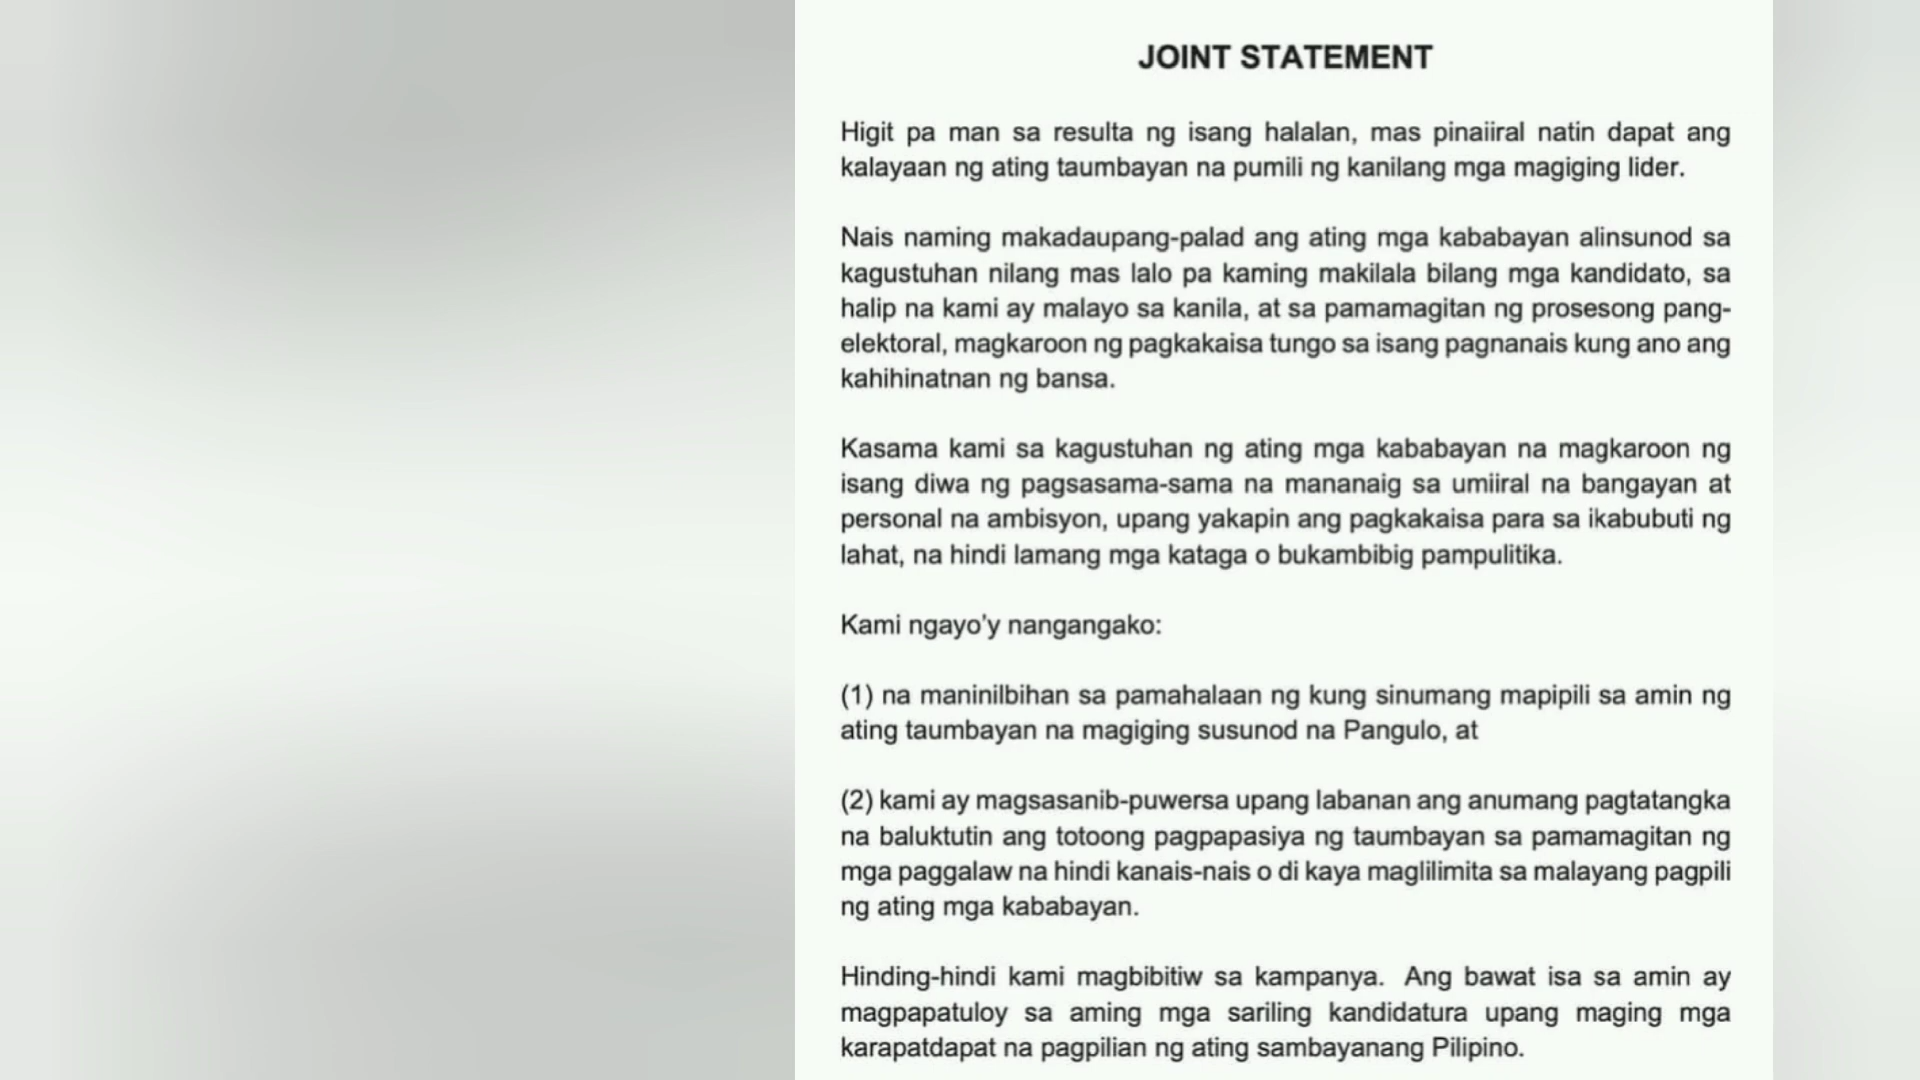 JOINT STATEMENT
Higit pa man sa resulta ng isang halalan, mas pinaiiral natin dapat ang
kalayaan ng ating taumbayan na pumili ng kanilang mga magiging lider.
Nais naming makadaupang-palad ang ating mga kababayan alinsunod sa
kagustuhan nilang mas lalo pa kaming makilala bilang mga kandidato, sa
halip na kami ay malayo sa kanila, at sa pamamagitan ng prosesong pang-
elektoral, magkaroon ng pagkakaisa tungo sa isang pagnanais kung ano ang
kahihinatnan ng bansa.
Kasama kami sa kagustuhan ng ating mga kababayan na magkaroon ng
isang diwa ng pagsasama-sama na mananaig sa umiiral na bangayan at
personal na ambisyon, upang yakapin ang pagkakaisa para sa ikabubuti ng
lahat, na hindi lamang mga kataga o bukambibig pampulitika.
Kami ngayo'y nangangako:
(1) na maninilbihan sa pamahalaan ng kung sinumang mapipili sa amin ng
ating taumbayan na magiging susunod na Pangulo, at
(2) kami ay magsasanib-puwersa upang labanan ang anumang pagtatangka
na baluktutin ang totoong pagpapasiya ng taumbayan sa pamamagitan ng
mga paggalaw na hindi kanais-nais o di kaya maglilimita sa malayang pagpili
ng ating mga kababayan.
Hinding-hindi kami magbibitiw sa kampanya. Ang bawat isa sa amin ay
magpapatuloy sa aming mga sariling kandidatura upang maging mga
karapatdapat na pagpilian ng ating sambayanang Pilipino.